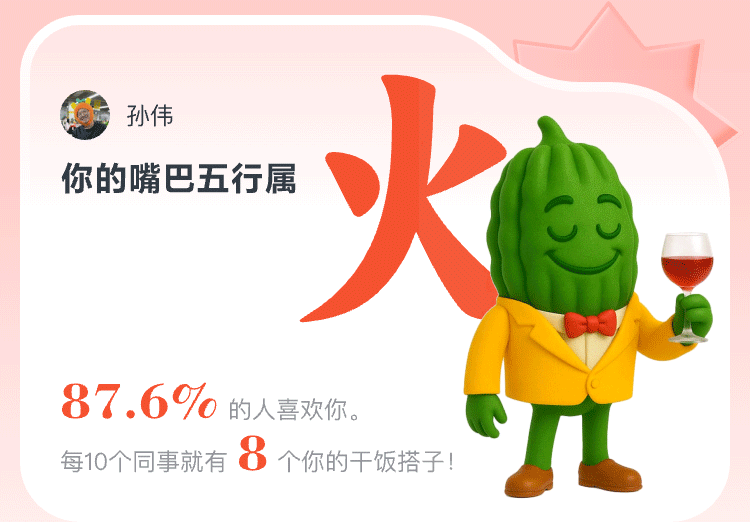 孙伟
你的嘴巴五行属
火
87.6% 的人喜欢你。
每10个同事就有 8 个你的干饭搭子！